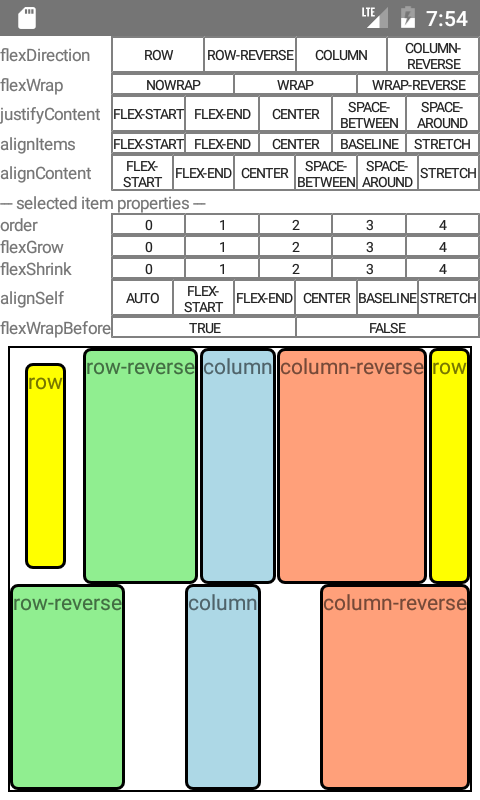 LTE 7:54
flexDirection ROW ROW-REVERSE COLUMN COLUMN-
REVERSE
flexWrap NOWRAP WRAP WRAP-REVERSE
justifyContent FLEX-START FLEX-END CENTER SPACE-
BETWEEN SPACE-
AROUND
alignItems FLEX-START FLEX-END CENTER BASELINE STRETCH
alignContent FLEX-
START FLEX-END CENTER SPACE-
BETWEEN SPACE-
AROUND STRETCH
— selected item properties —
order 0 1 2 3 4
flexGrow 0 1 2 3 4
flexShrink 0 1 2 3 4
alignSelf AUTO FLEX-
START FLEX-END CENTER BASELINE STRETCH
flexWrapBefore TRUE FALSE
row row-reverse column column-reverse row
row-reverse column column-reverse